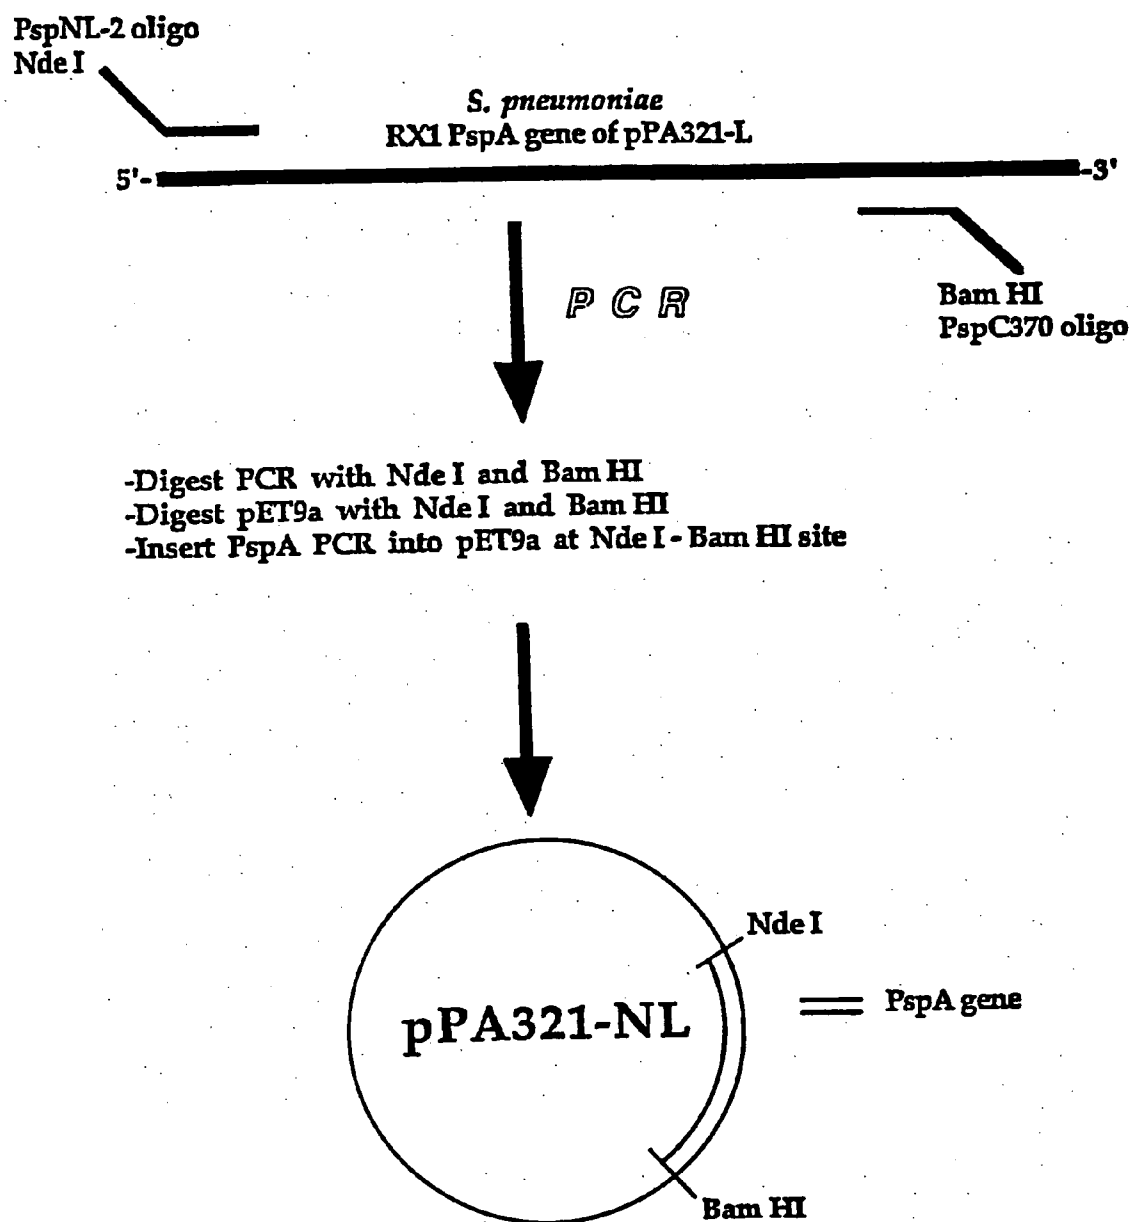 PspNL-2 oligo
Nde I
S. pneumoniae
RX1 PspA gene of pPA321-L
5'-
-3'
P C R
Bam HI
PspC370 oligo
-Digest PCR with Nde I and Bam HI
-Digest pET9a with Nde I and Bam HI
-Insert PspA PCR into pET9a at Nde I - Bam HI site
Nde I
PspA gene
pPA321-NL
Bam HI